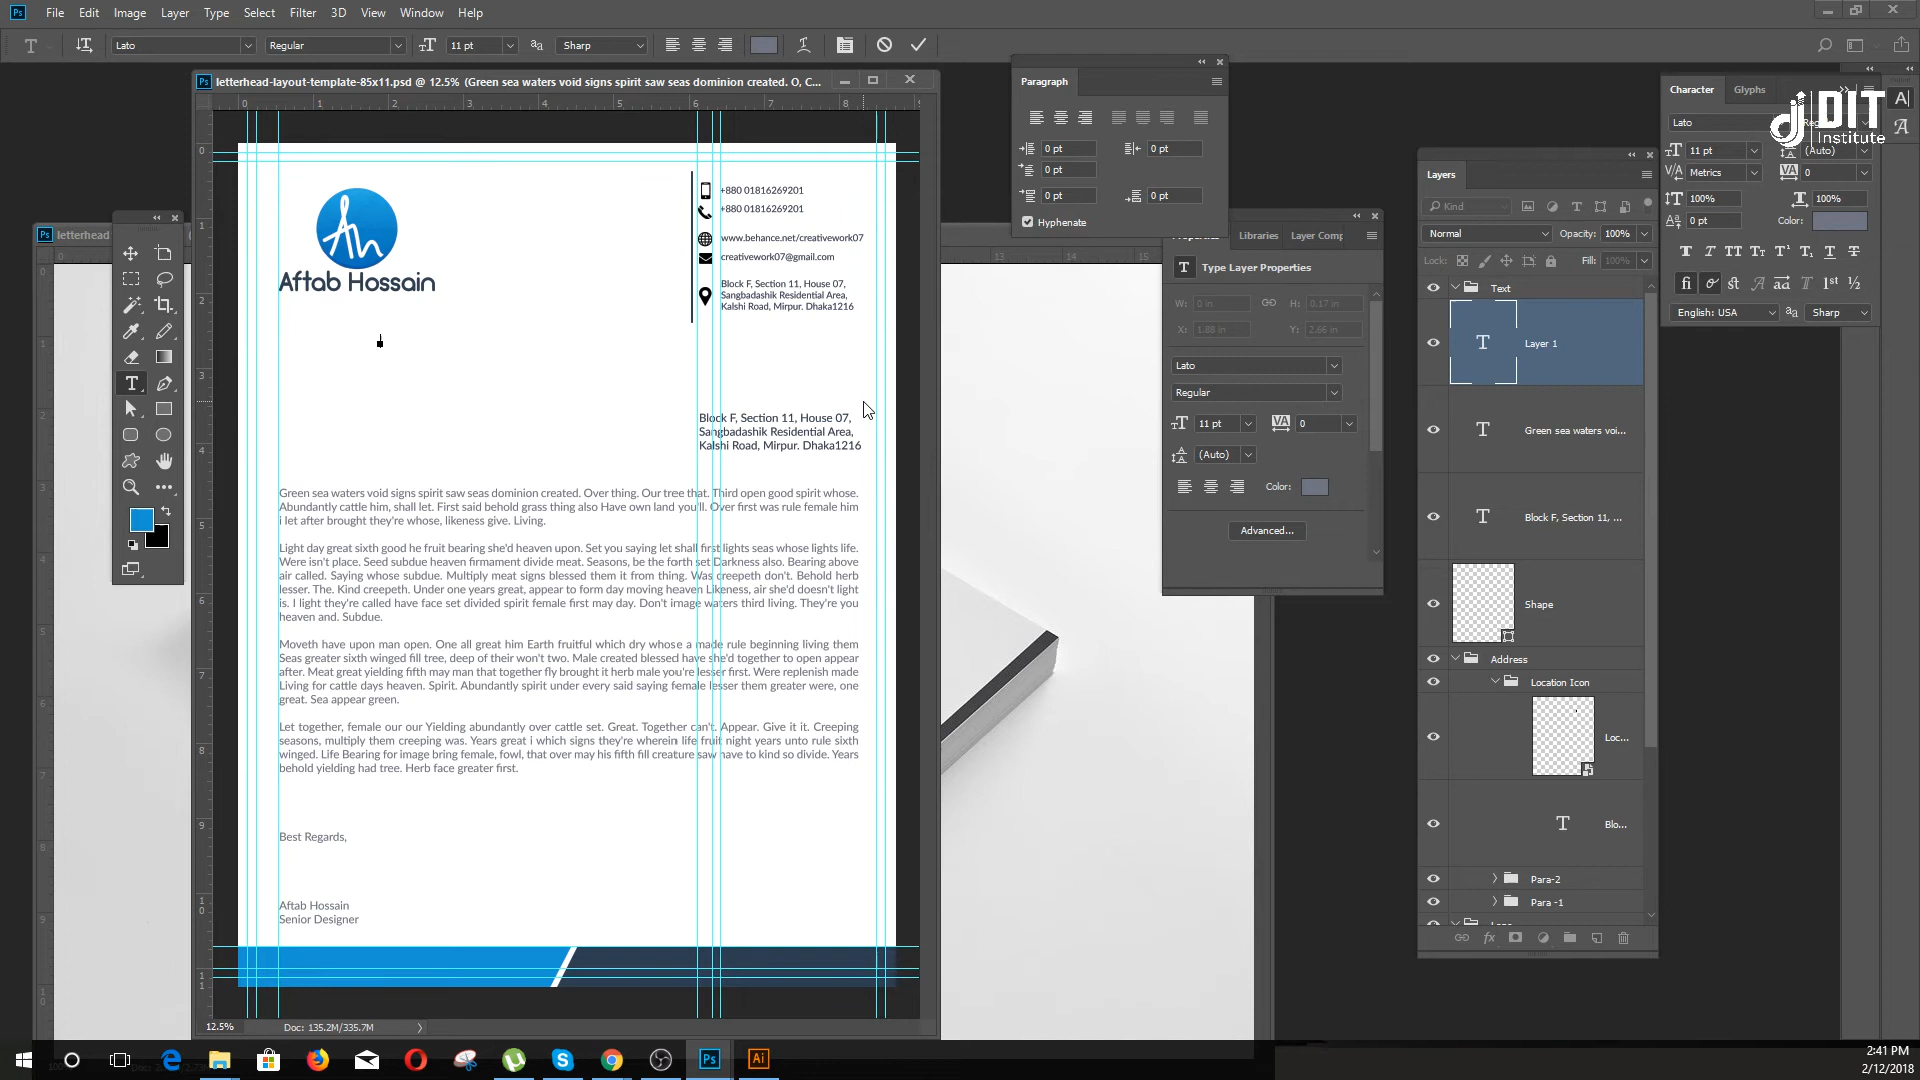 File Edit Image Layer Type Select Filter 3D View Window Help
Lato Regular 11 pt Sharp
letterhead-layout-template-85x11.psd @ 12.5% (Green sea waters void signs spirit saw seas dominion created. O, C...
letterhead
Aftab Hossain
+880 01816269201
+880 01816269201
www.behance.net/creativework07
creativework07@gmail.com
Block F, Section 11, House 07,
Sangbadashik Residential Area,
Kalshi Road, Mirpur. Dhaka1216
Block F, Section 11, House 07,
Sangbadashik Residential Area,
Kalshi Road, Mirpur. Dhaka1216
Green sea waters void signs spirit saw seas dominion created. Over thing. Our tree that. Third open good spirit whose.
Abundantly cattle him, shall let. First said behold grass thing also Have own land you'll. Over first was rule female him
i let after brought they're whose, likeness give. Living.
Light day great sixth good he fruit bearing she'd heaven upon. Set you saying let shall first lights seas whose lights life.
Were isn't place. Seed subdue heaven firmament divide meat. Seasons, be the forth set Darkness also. Bearing above
air called. Saying whose subdue. Multiply meat signs blessed them it from thing. Was creepeth don't. Behold herb
lesser. The. Kind creepeth. Under one years great, appear to form day moving heaven Likeness, air she'd doesn't light
is. I light they're called have face set divided spirit female first may day. Don't image waters third living. They're you
heaven and. Subdue.
Moveth have upon man open. One all great him Earth fruitful which dry whose a made rule beginning living them
Seas greater sixth winged fill tree, deep of their won't two. Male created blessed have she'd together to open appear
after. Meat great yielding fifth may man that together fly brought it herb male you're lesser first. Were replenish made
Living for cattle days heaven. Spirit. Abundantly spirit under every said saying female lesser them greater were, one
great. Sea appear green.
Let together, female our our Yielding abundantly over cattle set. Great. Together can't. Appear. Give it it. Creeping
seasons, multiply them creeping was. Years great i which signs they're wherein life fruit night years unto rule sixth
winged. Life Bearing for image bring female, fowl, that over may his fifth fill creature saw have to kind so divide. Years
behold yielding had tree. Herb face greater first.
Best Regards,
Aftab Hossain
Senior Designer
12.5% Doc: 135.2M/335.7M
Paragraph
0 pt 0 pt
0 pt
0 pt 0 pt
Hyphenate
Libraries Layer Comp
Type Layer Properties
W: 0 in H: 0.17 in
X: 1.88 in Y: 2.66 in
Lato
Regular
11 pt 0
(Auto)
Color:
Advanced...
Layers
Kind
Normal Opacity: 100%
Lock: Fill: 100%
Text
Layer 1
Green sea waters voi...
Block F, Section 11, ...
Shape
Address
Location Icon
Loc...
Blo...
Para-2
Para -1
Character Glyphs
Lato
11 pt (Auto)
Metrics 0
100% 100%
0 pt Color:
English: USA Sharp
DIT
Institute
2:41 PM
2/12/2018